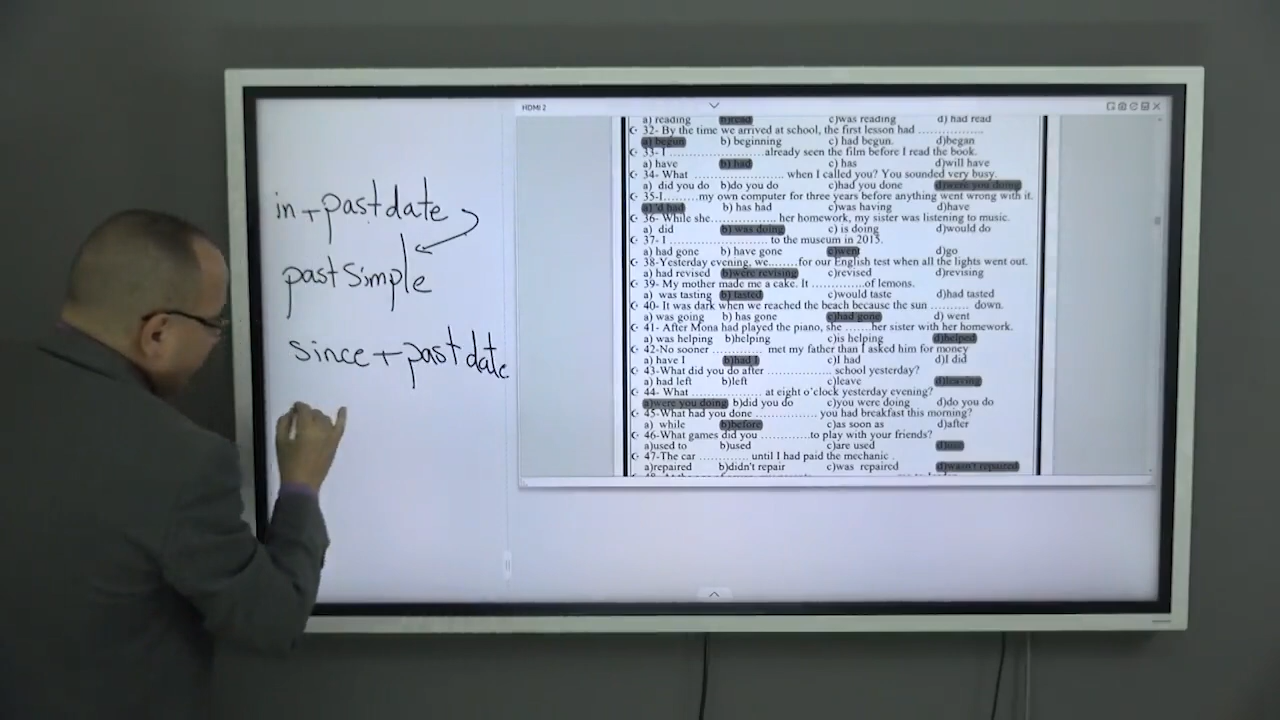 HDMI 2
in + past date
past simple
since + past date
a) reading b)read c)was reading d) had read
32- By the time we arrived at school, the first lesson had ................
a) begun b) beginning c) had begun. d)began
33- I ........................already seen the film before I read the book.
a) have b) had c) has d)will have
34- What ........................ when I called you? You sounded very busy.
a) did you do b)do you do c)had you done d)were you doing
35-I.........my own computer for three years before anything went wrong with it.
a) 'd had b) has had c)was having d)have
36- While she................. her homework, my sister was listening to music.
a) did b) was doing c) is doing d)would do
37- I ........................ to the museum in 2015.
a) had gone b) have gone c)went d)go
38-Yesterday evening, we........for our English test when all the lights went out.
a) had revised b)were revising c)revised d)revising
39- My mother made me a cake. It .............of lemons.
a) was tasting b) tasted c)would taste d)had tasted
40- It was dark when we reached the beach because the sun .......... down.
a) was going b) has gone c)had gone d) went
41- After Mona had played the piano, she .......her sister with her homework.
a) was helping b)helping c)is helping d)helped
42-No sooner ............. met my father than I asked him for money
a) have I b)had I c)I had d)I did
43-What did you do after ................ school yesterday?
a) had left b)left c)leave d)leaving
44- What ................. at eight o'clock yesterday evening?
a)were you doing b)did you do c)you were doing d)do you do
45-What had you done ............... you had breakfast this morning?
a) while b)before c)as soon as d)after
46-What games did you .............to play with your friends?
a)used to b)used c)are used d)use
47-The car ............ until I had paid the mechanic .
a)repaired b)didn't repair c)was repaired d)wasn't repaired